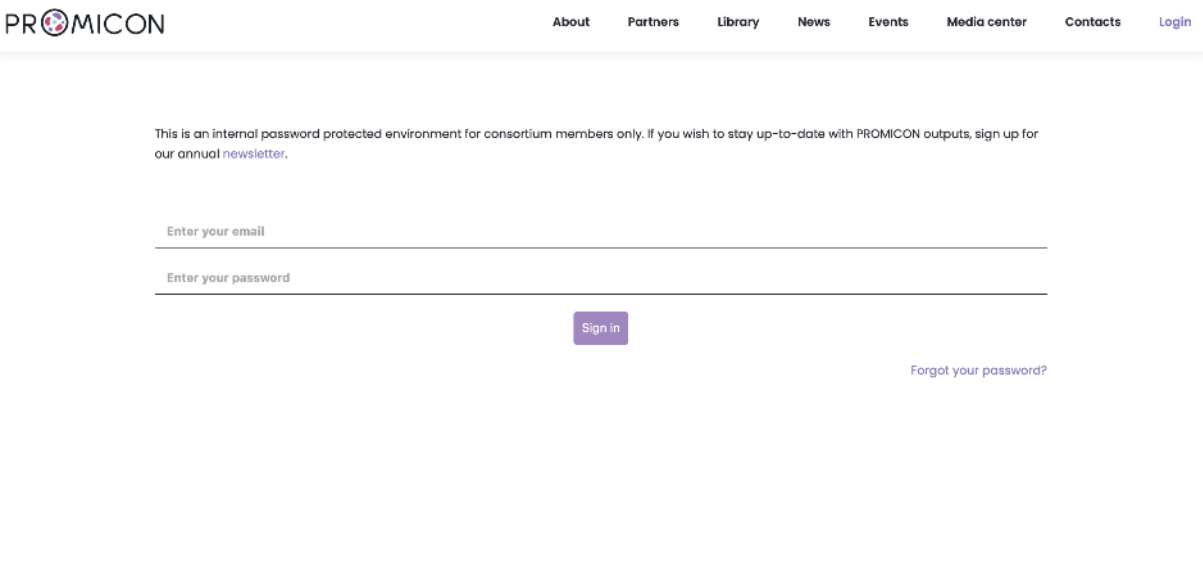 PROMICON
About Partners Library News Events Media center Contacts Login
This is an internal password protected environment for consortium members only. If you wish to stay up-to-date with PROMICON outputs, sign up for
our annual newsletter.
Enter your email
Enter your password
Sign in
Forgot your password?